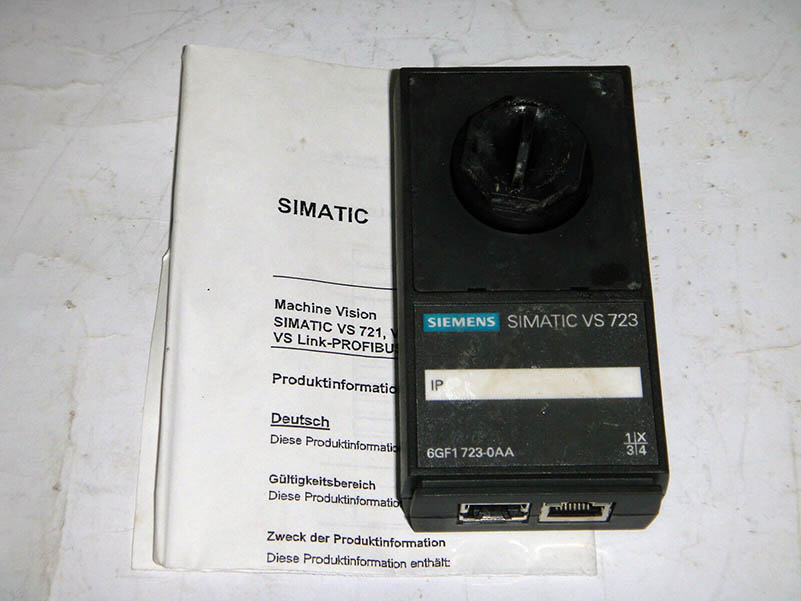 SIMATIC
Machine Vision
SIMATIC VS 721,
VS Link-PROFIBUS
Produktinformatio
Deutsch
Diese Produktinformatio
Gültigkeitsbereich
Diese Produktinformatio
Zweck der Produktinformation
Diese Produktinformation enthält:
SIEMENS SIMATIC VS 723
IP
6GF1 723-0AA
1 X
3 4